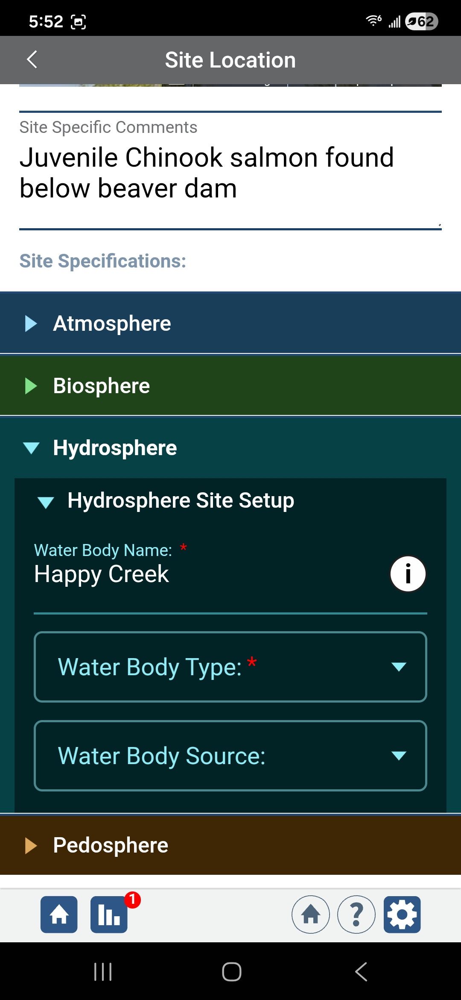 5:52
6
62
Site Location
Site Specific Comments
Juvenile Chinook salmon found
below beaver dam
Site Specifications:
Atmosphere
Biosphere
Hydrosphere
Hydrosphere Site Setup
Water Body Name: *
Happy Creek
i
Water Body Type: *
Water Body Source:
Pedosphere
1
?